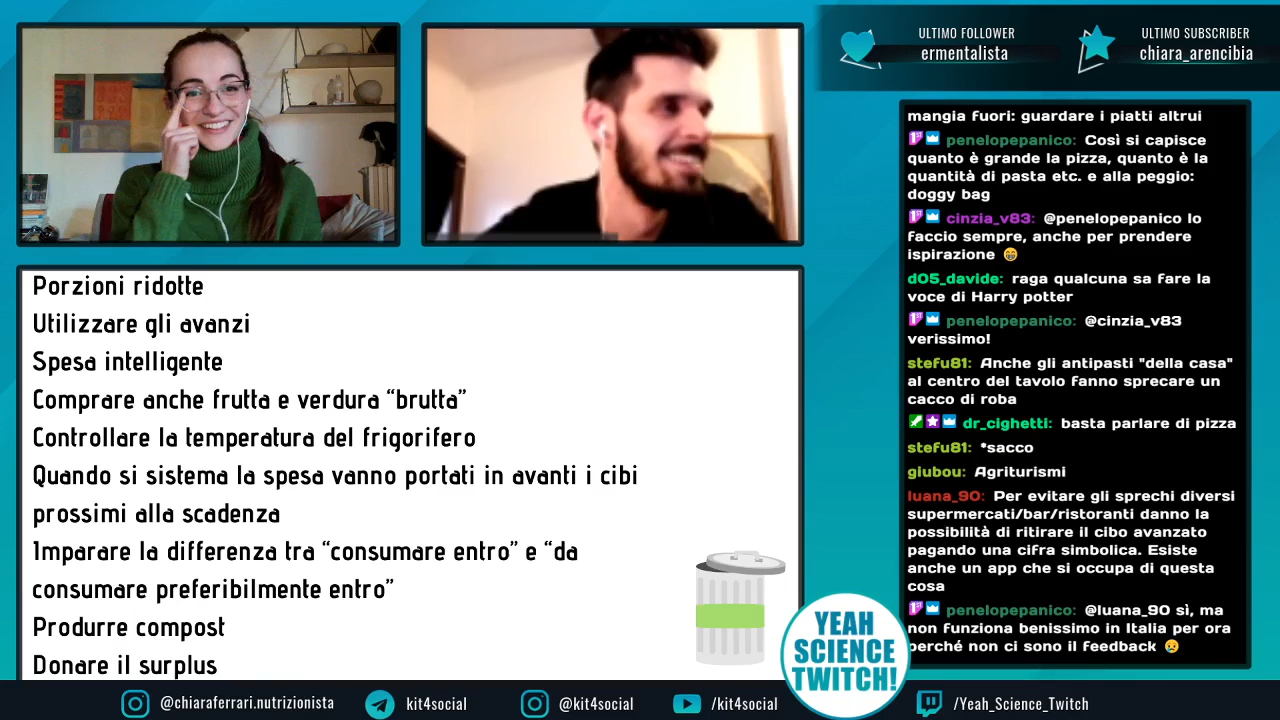 ULTIMO FOLLOWER
ermentalista
ULTIMO SUBSCRIBER
chiara_arencibia
Porzioni ridotte
Utilizzare gli avanzi
Spesa intelligente
Comprare anche frutta e verdura “brutta”
Controllare la temperatura del frigorifero
Quando si sistema la spesa vanno portati in avanti i cibi
prossimi alla scadenza
Imparare la differenza tra “consumare entro” e “da
consumare preferibilmente entro”
Produrre compost
Donare il surplus
mangia fuori: guardare i piatti altrui
penelopepanico: Così si capisce
quanto è grande la pizza, quanto è la
quantità di pasta etc. e alla peggio:
doggy bag
cinzia_v83: @penelopepanico lo
faccio sempre, anche per prendere
ispirazione 😁
d05_davide: raga qualcuna sa fare la
voce di Harry potter
penelopepanico: @cinzia_v83
verissimo!
stefu81: Anche gli antipasti "della casa"
al centro del tavolo fanno sprecare un
cacco di roba
dr_cighetti: basta parlare di pizza
stefu81: *sacco
giubou: Agriturismi
luana_90: Per evitare gli sprechi diversi
supermercati/bar/ristoranti danno la
possibilità di ritirare il cibo avanzato
pagando una cifra simbolica. Esiste
anche un app che si occupa di questa
cosa
penelopepanico: @luana_90 sì, ma
non funziona benissimo in Italia per ora
perché non ci sono il feedback 😢
YEAH
SCIENCE
TWITCH!
@chiaraferrari.nutrizionista
kit4social
@kit4social
/kit4social
/Yeah_Science_Twitch